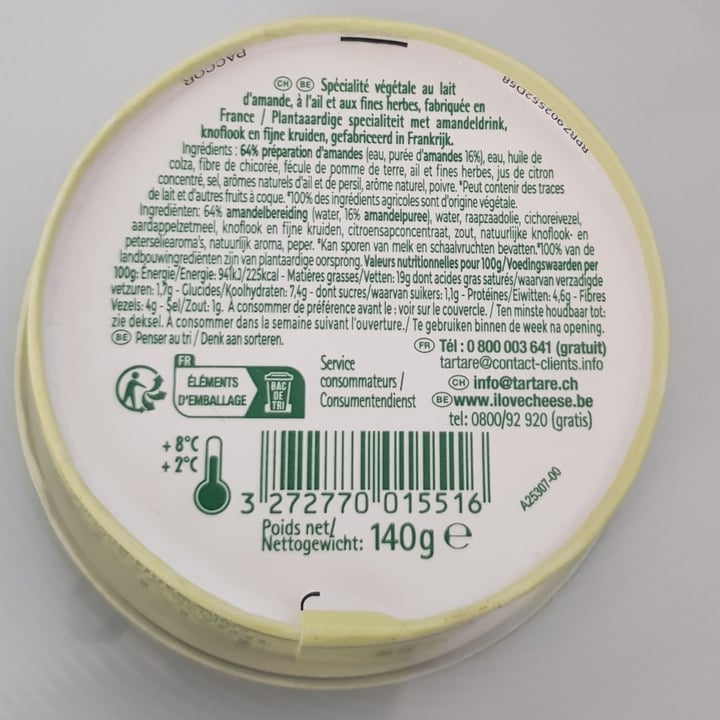 PACCOR
RPRZ902552D58
CH BE Spécialité végétale au lait
d'amande, à l'ail et aux fines herbes, fabriquée en
France / Plantaardige specialiteit met amandeldrink,
knoflook en fijne kruiden, gefabriceerd in Frankrijk.
Ingrédients : 64% préparation d'amandes (eau, purée d'amandes 16%), eau, huile de
colza, fibre de chicorée, fécule de pomme de terre, ail et fines herbes, jus de citron
concentré, sel, arômes naturels d'ail et de persil, arôme naturel, poivre. *Peut contenir des traces
de lait et d'autres fruits à coque. *100% des ingrédients agricoles sont d'origine végétale.
Ingrediënten: 64% amandelbereiding (water, 16% amandelpuree), water, raapzaadolie, cichoreivezel,
aardappelzetmeel, knoflook en fijne kruiden, citroensapconcentraat, zout, natuurlijke knoflook- en
peterseliearoma's, natuurlijk aroma, peper. *Kan sporen van melk en schaalvruchten bevatten.*100% van de
landbouwingrediënten zijn van plantaardige oorsprong. Valeurs nutritionnelles pour 100g/Voedingswaarden per
100g: Énergie/Energie: 941kJ/225kcal - Matières grasses/Vetten: 19g dont acides gras saturés/waarvan verzadigde
vetzuren: 1,7g - Glucides/Koolhydraten: 7,4g - dont sucres/waarvan suikers: 1,1g - Protéines/Eiwitten: 4,6g - Fibres
Vezels: 4g - Sel/Zout: 1g. À consommer de préférence avant le : voir sur le couvercle. / Ten minste houdbaar tot:
zie deksel. À consommer dans la semaine suivant l'ouverture./ Te gebruiken binnen de week na opening.
BE Penser au tri / Denk aan sorteren.
FR
ÉLÉMENTS
D'EMBALLAGE
BAC
DE
TRI
Service
consommateurs /
Consumentendienst
FR Tél : 0 800 003 641 (gratuit)
tartare@contact-clients.info
CH info@tartare.ch
BE www.ilovecheese.be
tel: 0800/92 920 (gratis)
+ 8°C
+ 2°C
3 272770 015516
A25307-00
Poids net/
Nettogewicht: 140g e